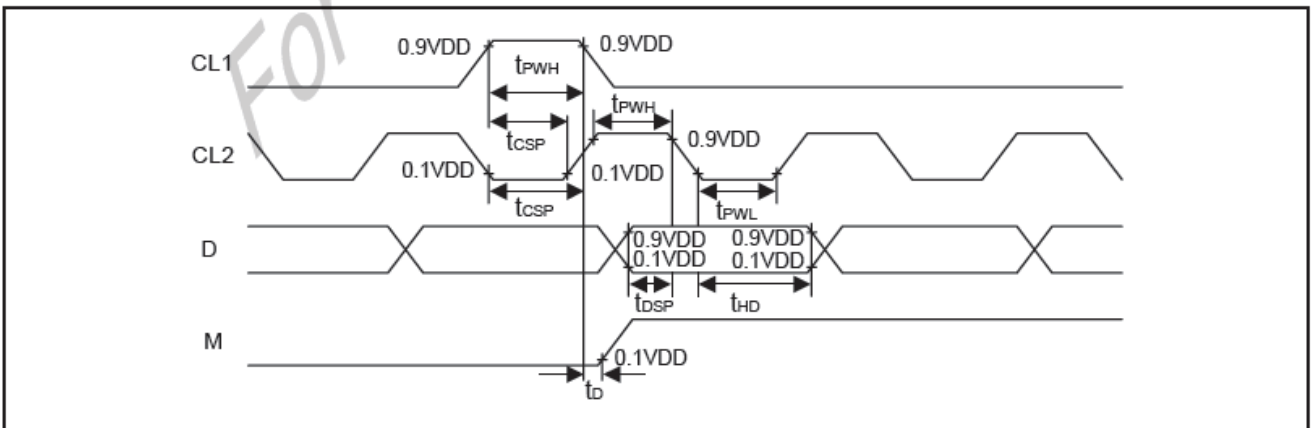 For
CL1
0.9VDD
0.9VDD
tPWH
tPWH
tCSP
CL2
0.9VDD
0.1VDD
0.1VDD
tCSP
tPWL
D
0.9VDD
0.9VDD
0.1VDD
0.1VDD
tDSP
tHD
M
0.1VDD
tD